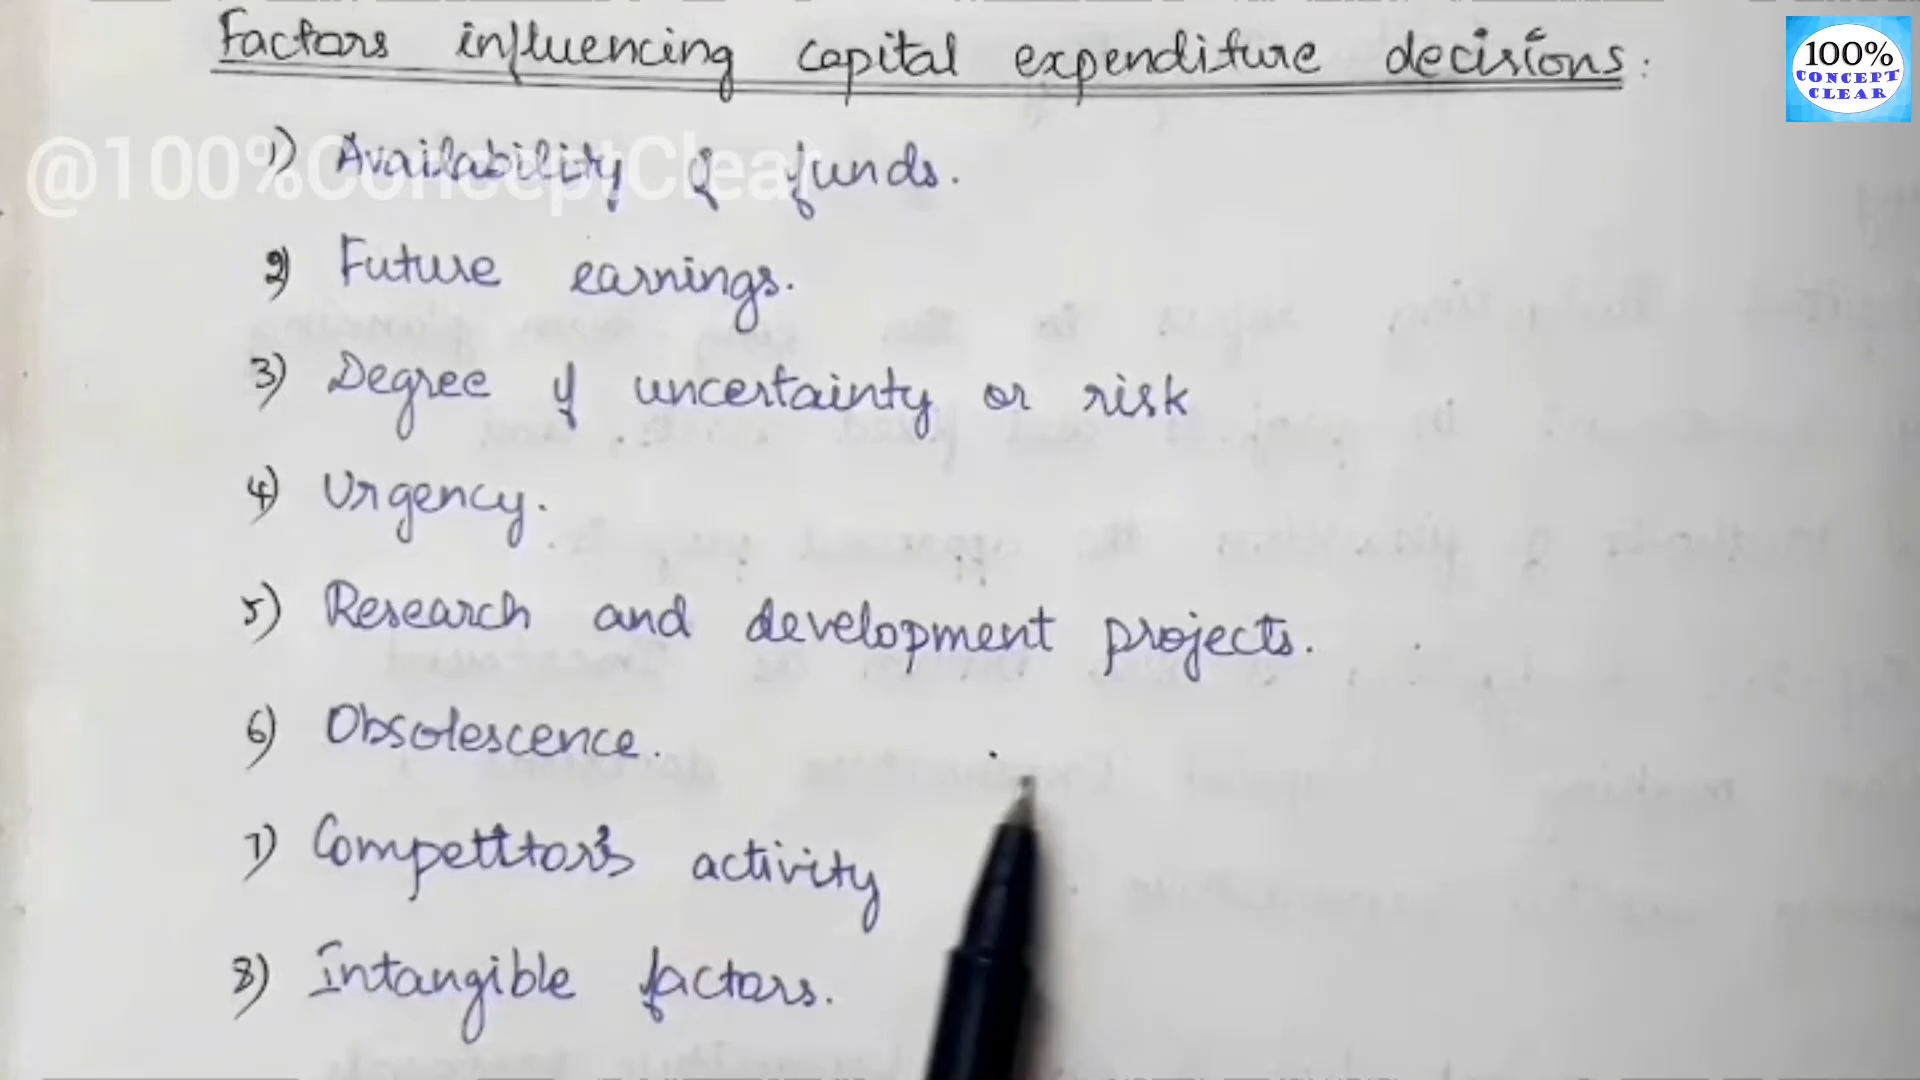 Factors influencing capital expenditure decisions:
100%
CONCEPT
CLEAR
@100%ConceptClear
1) Availability of funds.
2) Future earnings.
3) Degree of uncertainty or risk
4) Urgency.
5) Research and development projects.
6) Obsolescence.
7) Competitor's activity
8) Intangible factors.